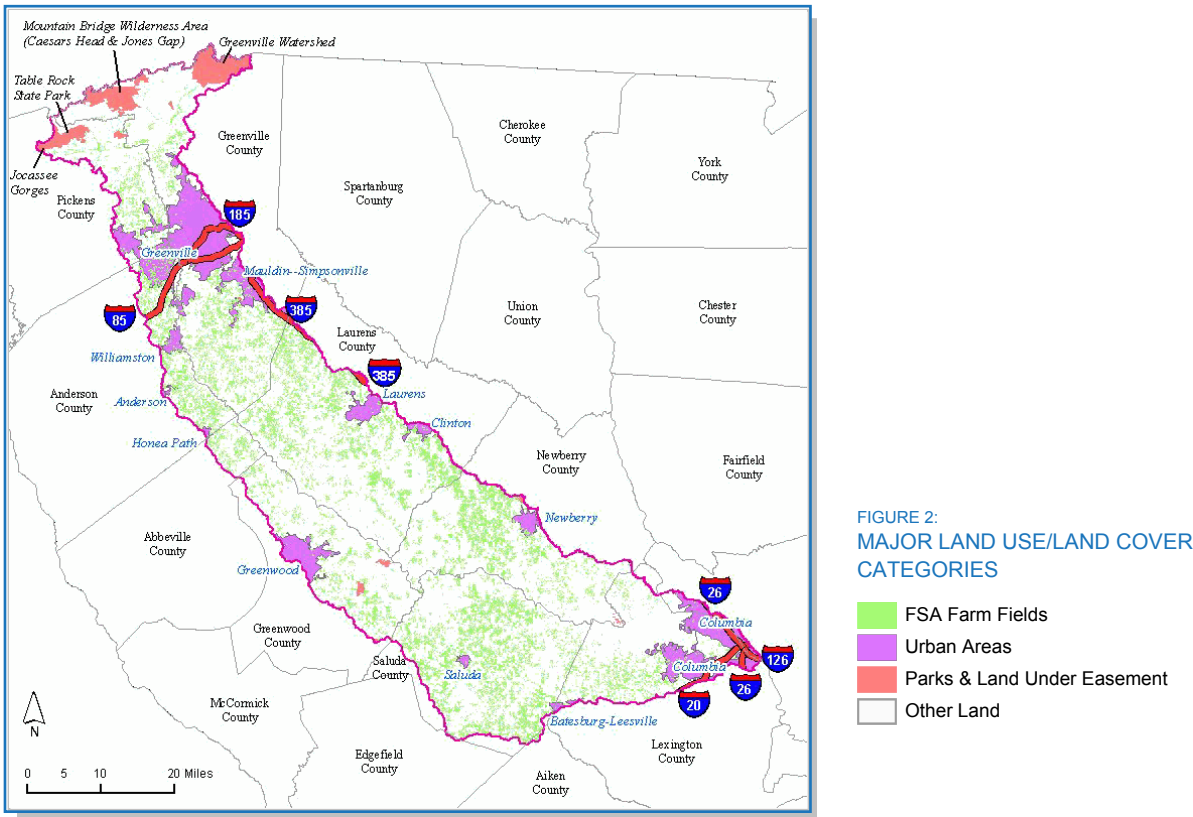 Mountain Bridge Wilderness Area
(Caesars Head & Jones Gap)
Greenville Watershed
Table Rock
State Park
Jocassee
Gorges
Pickens
County
Greenville
County
Cherokee
County
York
County
Spartanburg
County
185
Greenville
Mauldin--Simpsonville
85
385
Union
County
Chester
County
Laurens
County
Williamston
385
Anderson
County
Anderson
Laurens
Honea Path
Clinton
Newberry
County
Fairfield
County
Abbeville
County
Newberry
Greenwood
26
Columbia
Greenwood
County
Saluda
County
Saluda
Columbia
126
26
20
McCormick
County
Batesburg-Leesville
Lexington
County
Edgefield
County
Aiken
County
N
0 5 10 20 Miles
FIGURE 2:
MAJOR LAND USE/LAND COVER
CATEGORIES
FSA Farm Fields
Urban Areas
Parks & Land Under Easement
Other Land